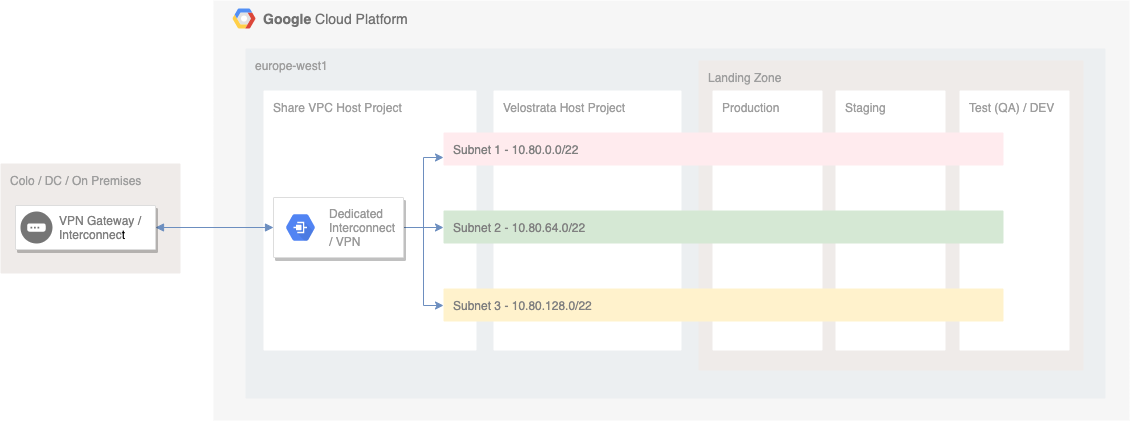 Google Cloud Platform
europe-west1
Landing Zone
Share VPC Host Project
Velostrata Host Project
Production
Staging
Test (QA) / DEV
Subnet 1 - 10.80.0.0/22
Colo / DC / On Premises
VPN Gateway /
Interconnect
Dedicated
Interconnect
/ VPN
Subnet 2 - 10.80.64.0/22
Subnet 3 - 10.80.128.0/22